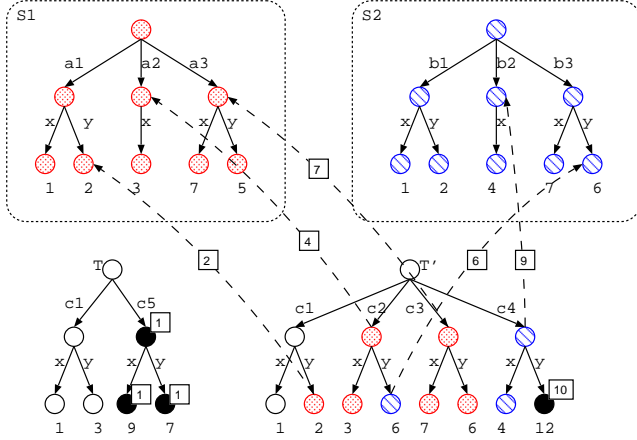 S1 S2
a1 a2 a3 b1 b2 b3
x y x x y x y x x y
1 2 3 7 5 1 2 4 7 6
7
4
2 6 9
T T'
c1 c5 c1 c2 c3 c4
1
x y x y x y x y x y x y
1 1 10
1 3 9 7 1 2 3 6 7 6 4 12